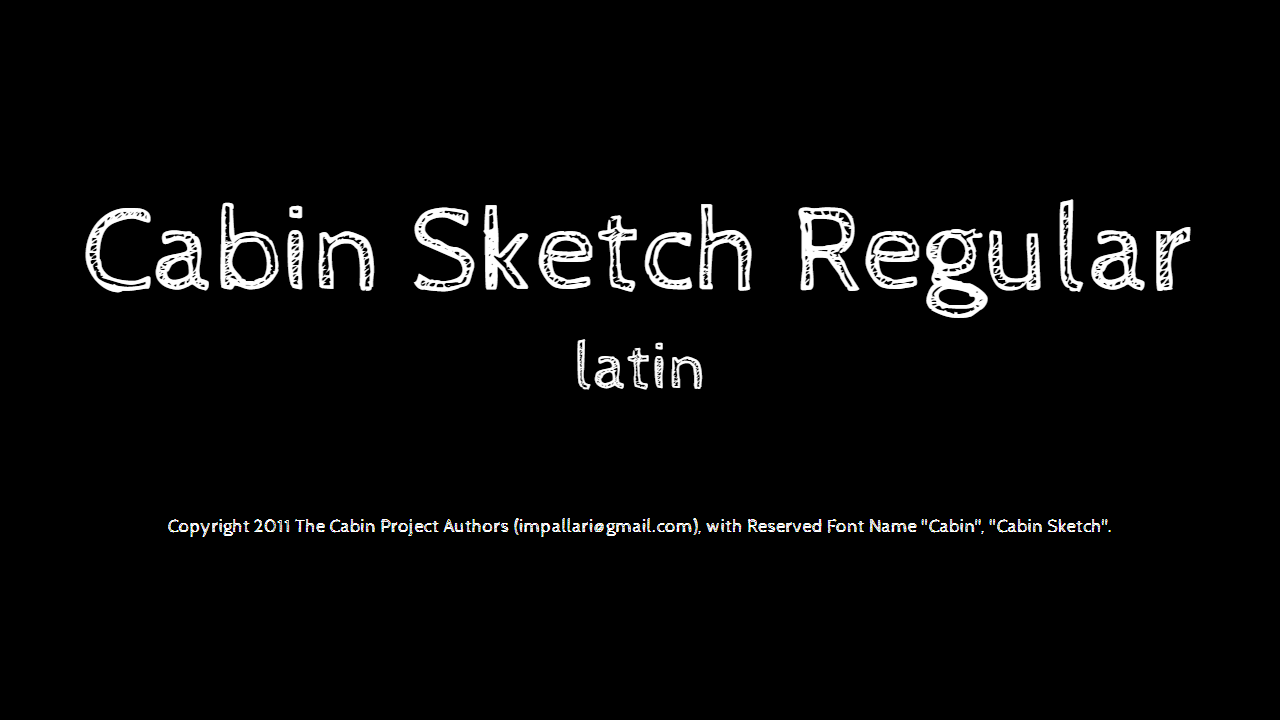 Cabin Sketch Regular
latin
Copyright 2011 The Cabin Project Authors (impallari@gmail.com), with Reserved Font Name "Cabin", "Cabin Sketch".